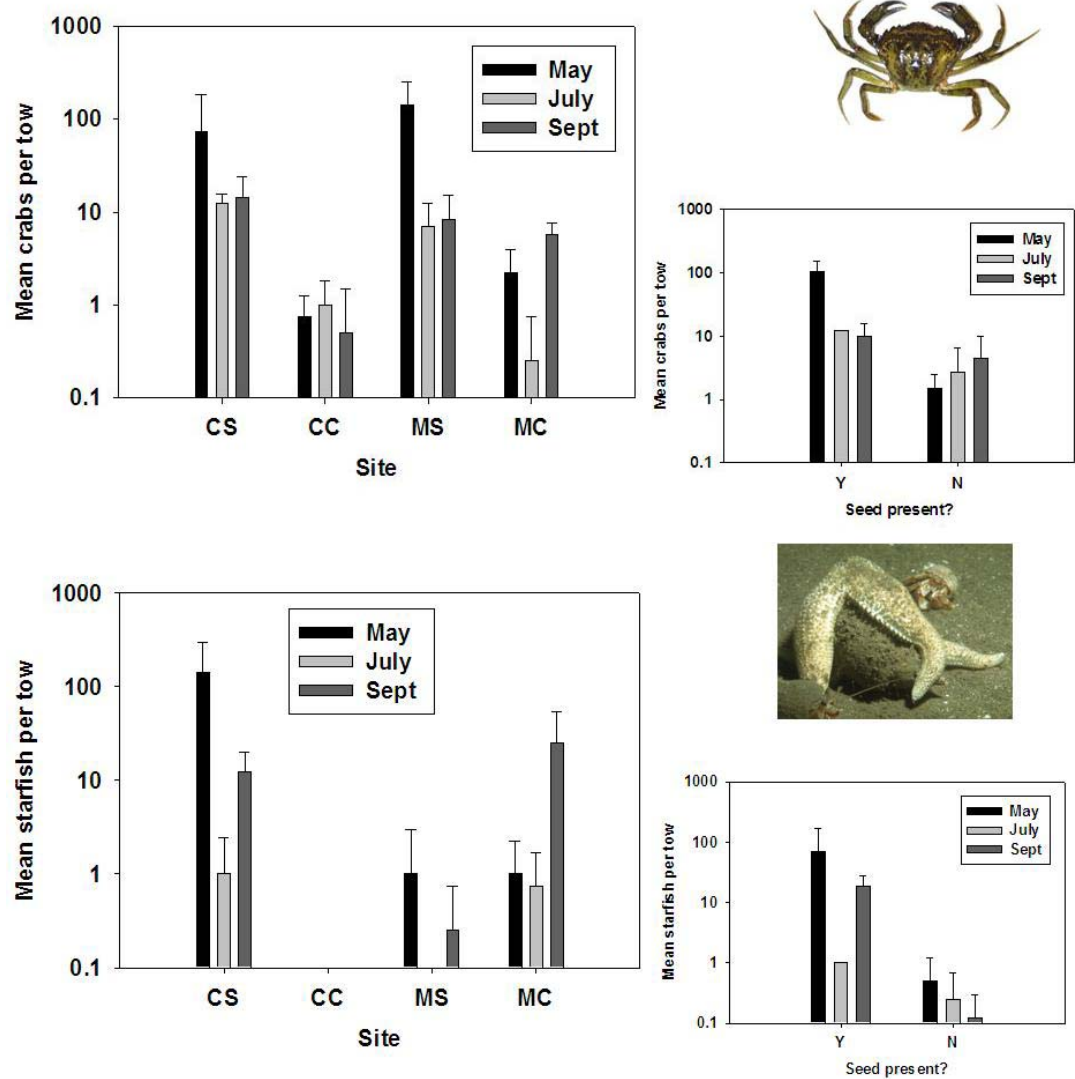 1000
100
10
1
0.1
Mean crabs per tow
May
July
Sept
CS CC MS MC
Site
1000
100
10
1
0.1
Mean crabs per tow
May
July
Sept
Y N
Seed present?
1000
100
10
1
0.1
Mean starfish per tow
May
July
Sept
CS CC MS MC
Site
1000
100
10
1
0.1
Mean starfish per tow
May
July
Sept
Y N
Seed present?